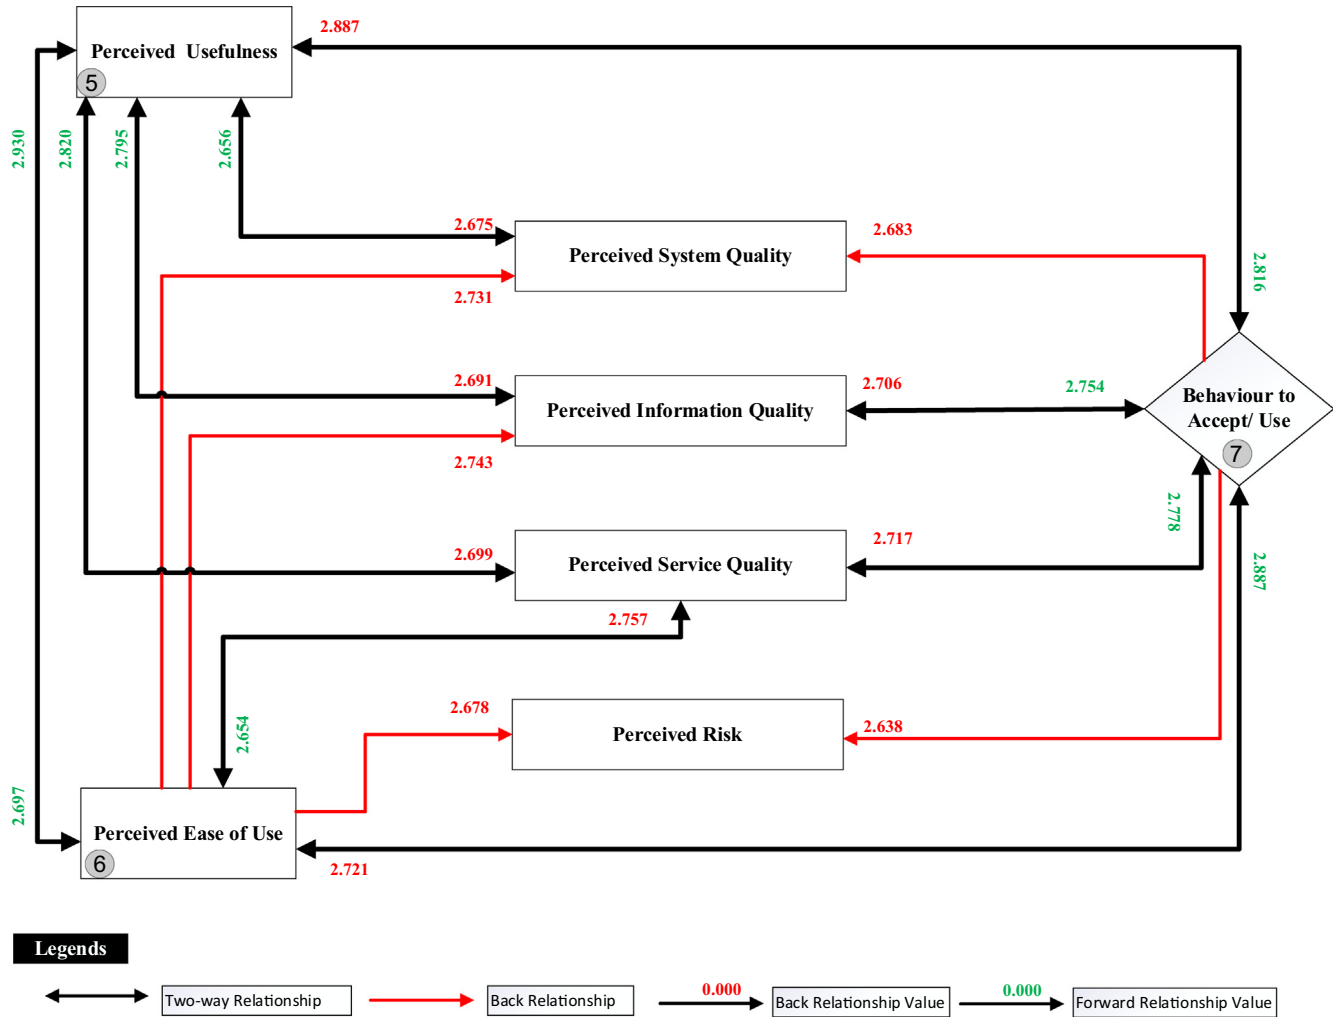 2.887
Perceived  Usefulness
5
2.930
2.820
2.795
2.656
2.675
2.683
Perceived System Quality
2.816
2.731
2.691
2.706
2.754
Behaviour to
Accept/ Use
7
Perceived Information Quality
2.743
2.778
2.699
2.717
Perceived Service Quality
2.887
2.757
2.654
2.678
2.638
Perceived Risk
2.697
Perceived Ease of Use
6
2.721
Legends
Two-way Relationship
Back Relationship
0.000
Back Relationship Value
0.000
Forward Relationship Value